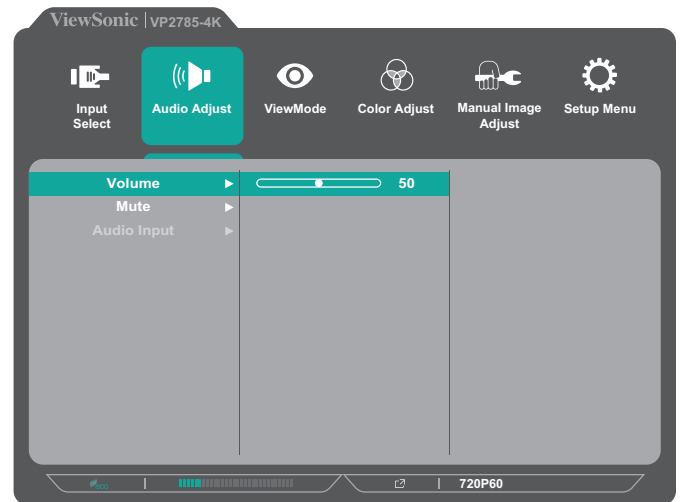 ViewSonic VP2785-4K
Input Select
Audio Adjust
ViewMode
Color Adjust
Manual Image Adjust
Setup Menu
Volume 50
Mute
Audio Input
eco
720P60